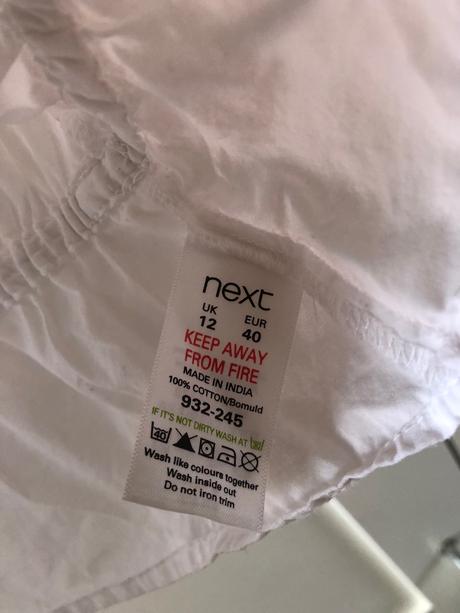 next
UK EUR
12 40
KEEP AWAY
FROM FIRE
MADE IN INDIA
100% COTTON/Bomuld
932-245
IF IT'S NOT DIRTY WASH AT 30
40
Wash like colours together
Wash inside out
Do not iron trim